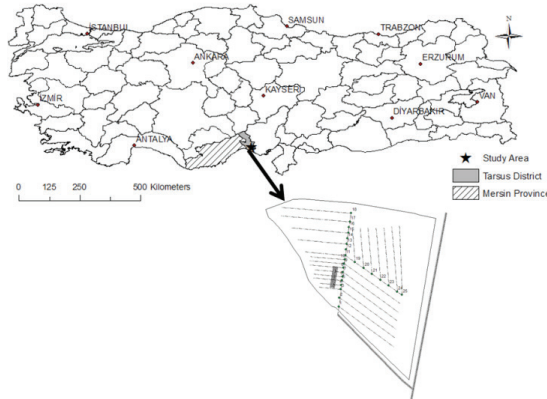 İSTANBUL
SAMSUN
TRABZON
N
ANKARA
ERZURUM
İZMİR
KAYSERİ
VAN
DİYARBAKIR
ANTALYA
Study Area
Tarsus District
Mersin Province
0 125 250 500 Kilometers